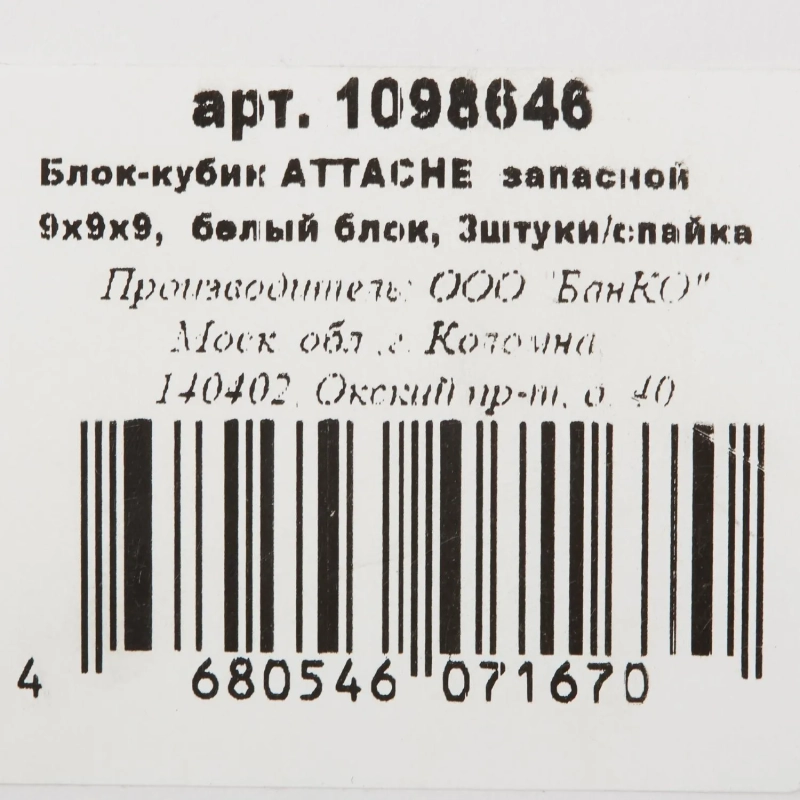 арт. 1098646
Блок-кубик ATTACHE запасной
9х9х9, белый блок, 3штуки/спайка
Производитель: ООО "БанКО"
Моск. обл., г. Коломна,
140402, Окский пр-т, д. 40
4 680546 071670